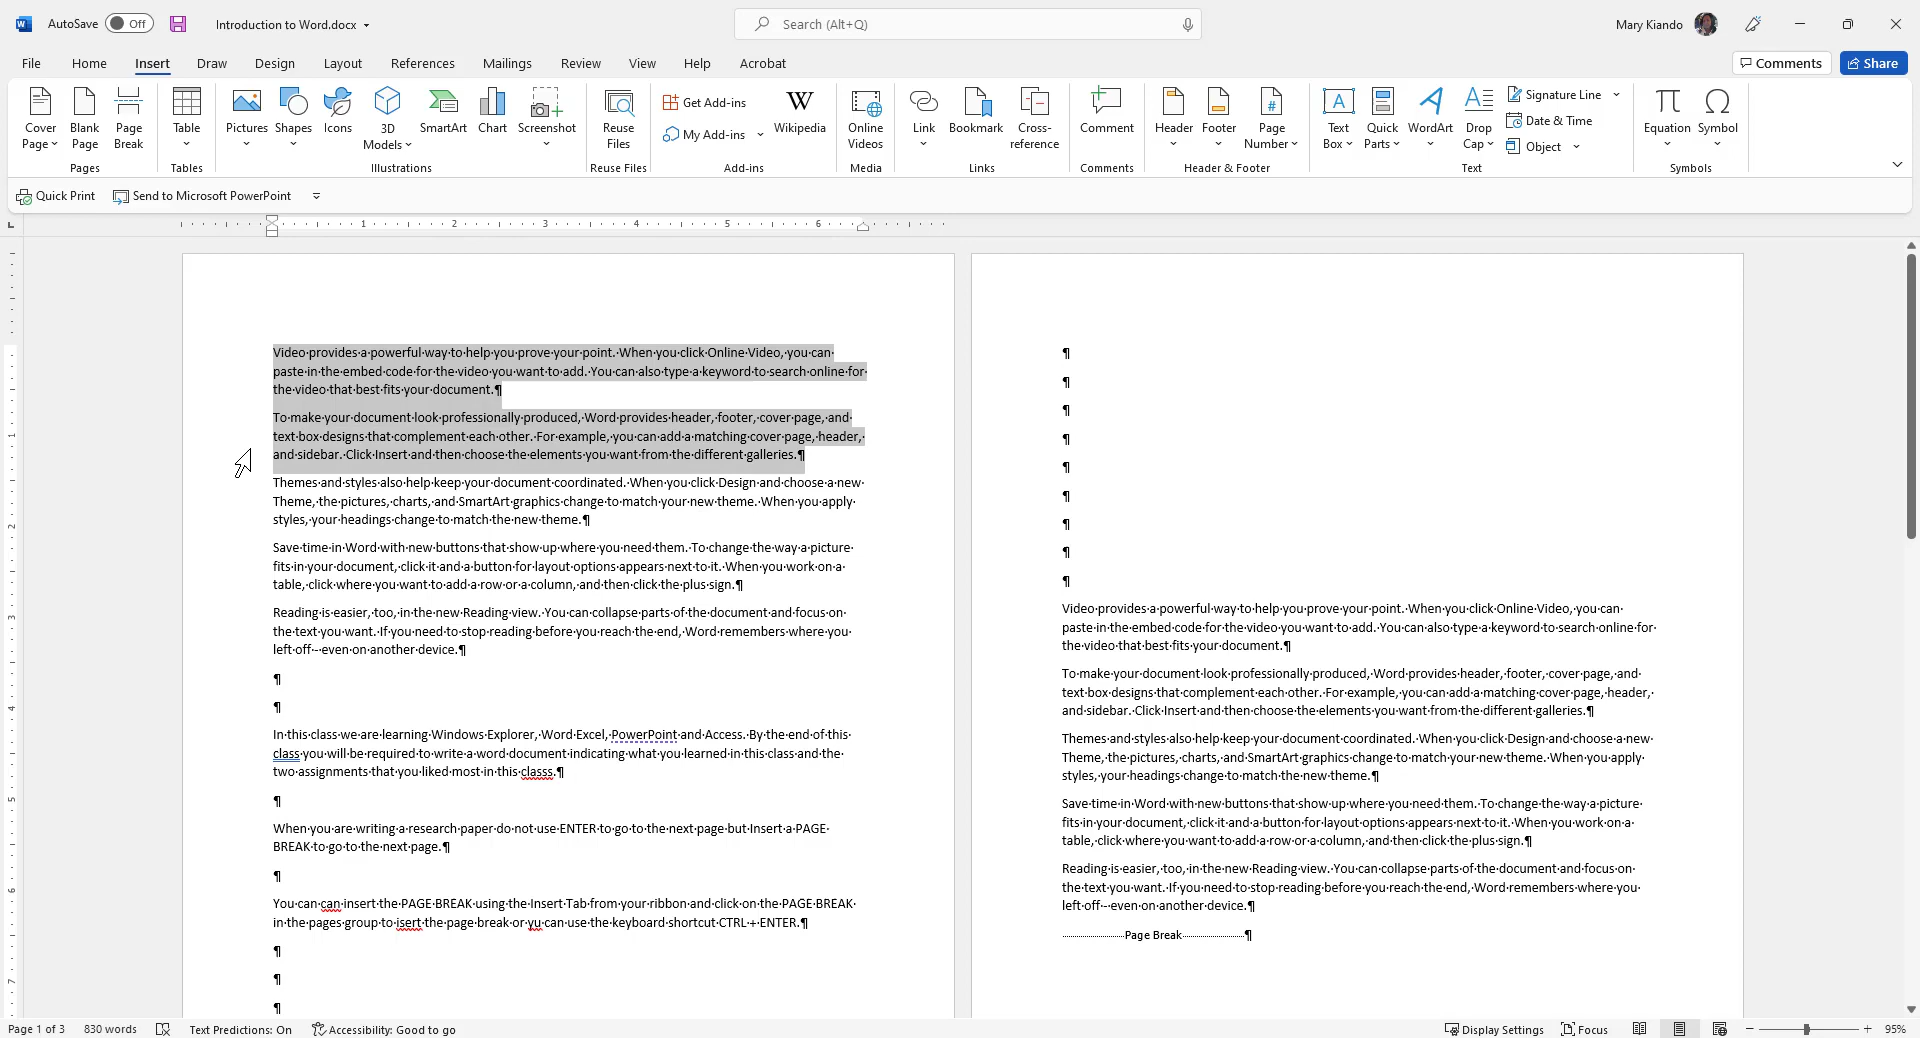 AutoSave Off Introduction to Word.docx Search (Alt+Q) Mary Kiando
File Home Insert Draw Design Layout References Mailings Review View Help Acrobat Comments Share
Cover Page
Blank Page
Page Break
Pages
Table
Tables
Pictures
Shapes
Icons
3D Models
SmartArt
Chart
Screenshot
Illustrations
Reuse Files
Reuse Files
Get Add-ins
My Add-ins
Wikipedia
Add-ins
Online Videos
Media
Link
Bookmark
Cross-reference
Links
Comment
Comments
Header
Footer
Page Number
Header & Footer
Text Box
Quick Parts
WordArt
Drop Cap
Signature Line
Date & Time
Object
Text
Equation
Symbol
Symbols
Quick Print Send to Microsoft PowerPoint
1 2 3 4 5 6
1
2
3
4
5
6
7
Video·provides·a·powerful·way·to·help·you·prove·your·point.·When·you·click·Online·Video,·you·can·
paste·in·the·embed·code·for·the·video·you·want·to·add.·You·can·also·type·a·keyword·to·search·online·for·
the·video·that·best·fits·your·document.¶
To·make·your·document·look·professionally·produced,·Word·provides·header,·footer,·cover·page,·and·
text·box·designs·that·complement·each·other.·For·example,·you·can·add·a·matching·cover·page,·header,·
and·sidebar.·Click·Insert·and·then·choose·the·elements·you·want·from·the·different·galleries.¶
Themes·and·styles·also·help·keep·your·document·coordinated.·When·you·click·Design·and·choose·a·new·
Theme,·the·pictures,·charts,·and·SmartArt·graphics·change·to·match·your·new·theme.·When·you·apply·
styles,·your·headings·change·to·match·the·new·theme.¶
Save·time·in·Word·with·new·buttons·that·show·up·where·you·need·them.·To·change·the·way·a·picture·
fits·in·your·document,·click·it·and·a·button·for·layout·options·appears·next·to·it.·When·you·work·on·a·
table,·click·where·you·want·to·add·a·row·or·a·column,·and·then·click·the·plus·sign.¶
Reading·is·easier,·too,·in·the·new·Reading·view.·You·can·collapse·parts·of·the·document·and·focus·on·
the·text·you·want.·If·you·need·to·stop·reading·before·you·reach·the·end,·Word·remembers·where·you·
left·off·-·even·on·another·device.¶
¶
¶
In·this·class·we·are·learning·Windows·Explorer,·Word·Excel,·PowerPoint·and·Access.·By·the·end·of·this·
class·you·will·be·required·to·write·a·word·document·indicating·what·you·learned·in·this·class·and·the·
two·assignments·that·you·liked·most·in·this·classs.¶
¶
When·you·are·writing·a·research·paper·do·not·use·ENTER·to·go·to·the·next·page·but·Insert·a·PAGE·
BREAK·to·go·to·the·next·page.¶
¶
You·can·can·insert·the·PAGE·BREAK·using·the·Insert·Tab·from·your·ribbon·and·click·on·the·PAGE·BREAK·
in·the·pages·group·to·isert·the·page·break·or·yu·can·use·the·keyboard·shortcut·CTRL·+·ENTER.¶
¶
¶
¶
¶
¶
¶
¶
¶
¶
¶
¶
¶
Video·provides·a·powerful·way·to·help·you·prove·your·point.·When·you·click·Online·Video,·you·can·
paste·in·the·embed·code·for·the·video·you·want·to·add.·You·can·also·type·a·keyword·to·search·online·for·
the·video·that·best·fits·your·document.¶
To·make·your·document·look·professionally·produced,·Word·provides·header,·footer,·cover·page,·and·
text·box·designs·that·complement·each·other.·For·example,·you·can·add·a·matching·cover·page,·header,·
and·sidebar.·Click·Insert·and·then·choose·the·elements·you·want·from·the·different·galleries.¶
Themes·and·styles·also·help·keep·your·document·coordinated.·When·you·click·Design·and·choose·a·new·
Theme,·the·pictures,·charts,·and·SmartArt·graphics·change·to·match·your·new·theme.·When·you·apply·
styles,·your·headings·change·to·match·the·new·theme.¶
Save·time·in·Word·with·new·buttons·that·show·up·where·you·need·them.·To·change·the·way·a·picture·
fits·in·your·document,·click·it·and·a·button·for·layout·options·appears·next·to·it.·When·you·work·on·a·
table,·click·where·you·want·to·add·a·row·or·a·column,·and·then·click·the·plus·sign.¶
Reading·is·easier,·too,·in·the·new·Reading·view.·You·can·collapse·parts·of·the·document·and·focus·on·
the·text·you·want.·If·you·need·to·stop·reading·before·you·reach·the·end,·Word·remembers·where·you·
left·off·-·even·on·another·device.¶
Page Break¶
Page 1 of 3 830 words Text Predictions: On Accessibility: Good to go Display Settings Focus 95%